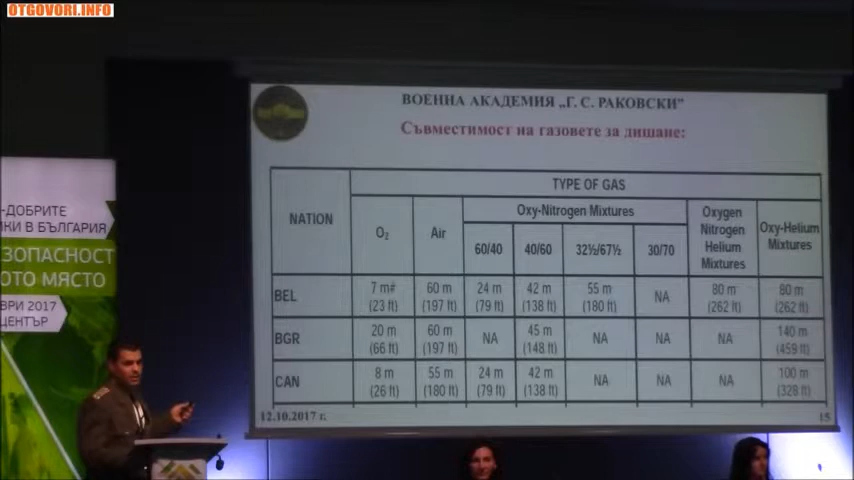 OTGOVORI.INFO
ВОЕННА АКАДЕМИЯ „Г. С. РАКОВСКИ"
Съвместимост на газовете за дишане:
-ДОБРИТЕ
В БЪЛГАРИЯ
ЗОПАСНОСТ
ОТО МЯСТО
ВРИ 2017
ЦЕНТЪР
NATION
TYPE OF GAS
O₂
Air
Oxy-Nitrogen Mixtures
60/40
40/60
32½/67½
30/70
Oxygen
Nitrogen
Helium
Mixtures
Oxy-Helium
Mixtures
BEL
7 m#
(23 ft)
60 m
(197 ft)
24 m
(79 ft)
42 m
(138 ft)
55 m
(180 ft)
NA
80 m
(262 ft)
80 m
(262 ft)
BGR
20 m
(66 ft)
60 m
(197 ft)
NA
45 m
(148 ft)
NA
NA
NA
140 m
(459 ft)
CAN
8 m
(26 ft)
55 m
(180 ft)
24 m
(79 ft)
42 m
(138 ft)
NA
NA
NA
100 m
(328 ft)
12.10.2017 г.
15